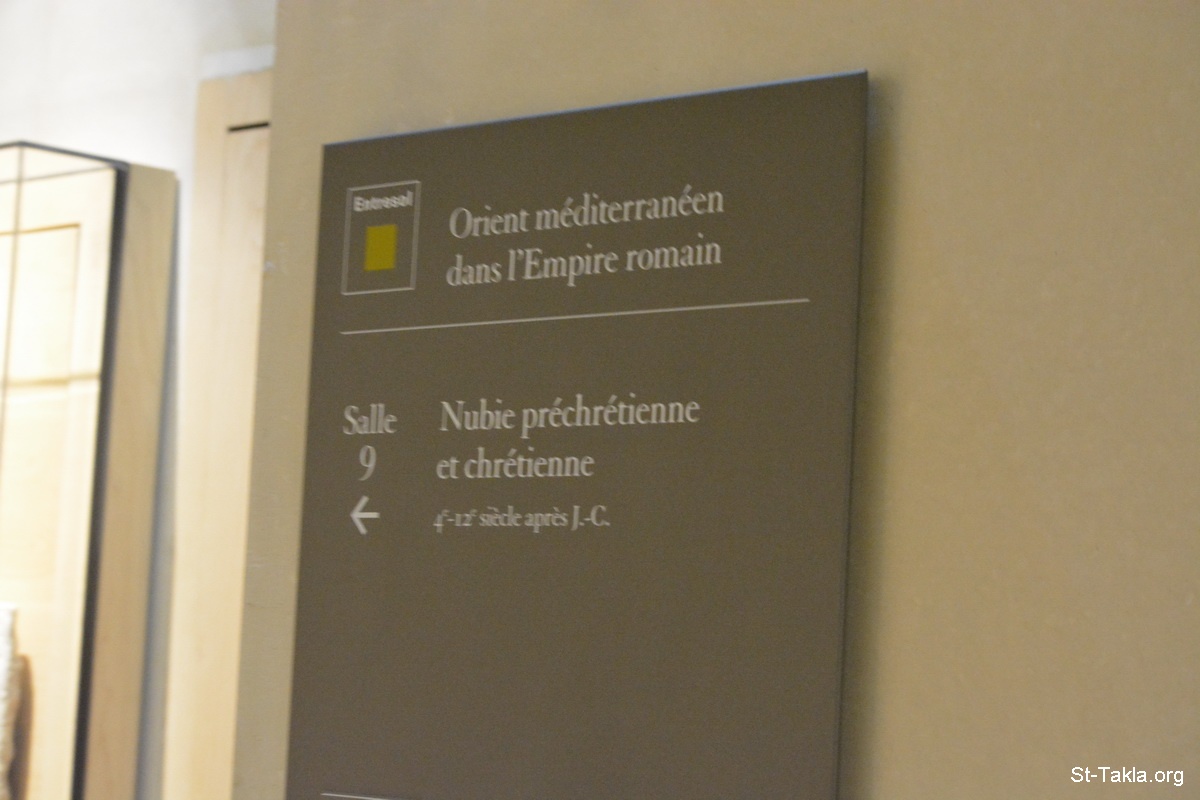 Entresol
Orient méditerranéen
dans l'Empire romain
Salle
9
←
Nubie préchrétienne
et chrétienne
4e-12e siècle après J.-C.
St-Takla.org